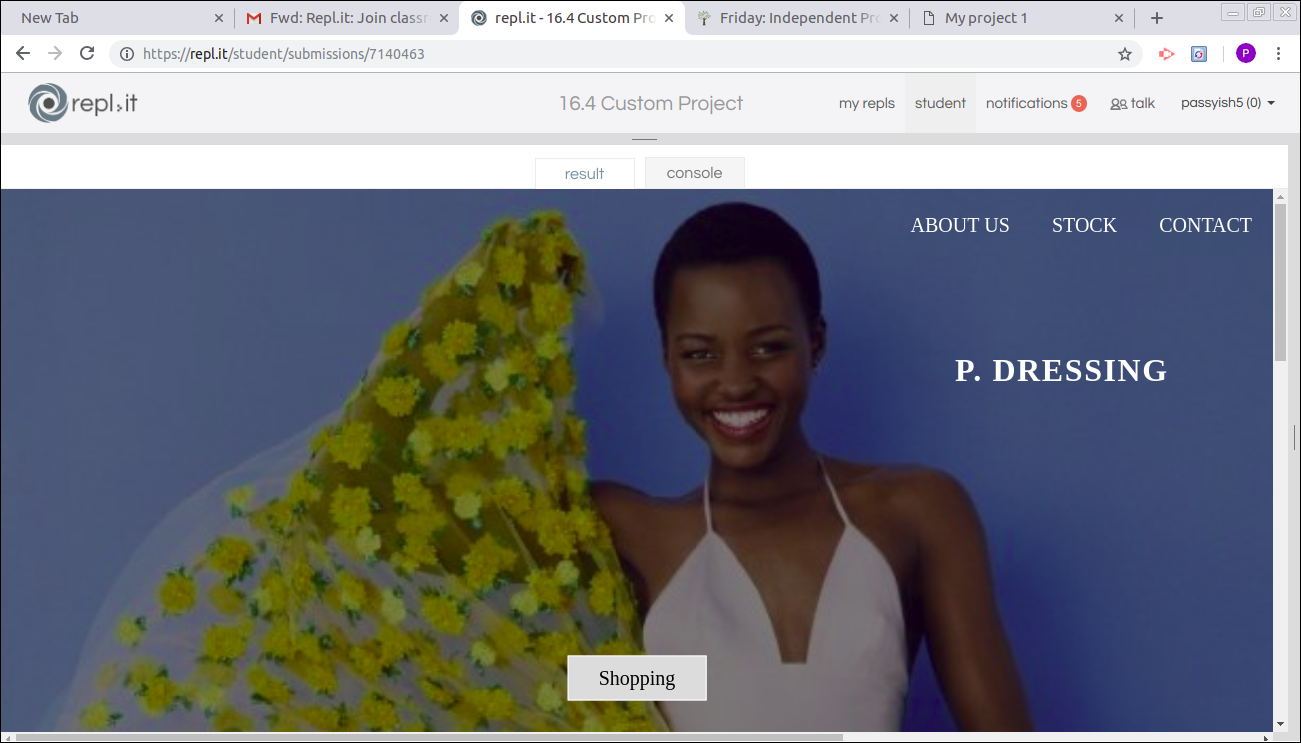 New Tab
Fwd: Repl.it: Join classr
repl.it - 16.4 Custom Pro
Friday: Independent Pro
My project 1
https://repl.it/student/submissions/7140463
P
repl.it
16.4 Custom Project
my repls
student
notifications 5
talk
passyish5 (0)
result
console
ABOUT US
STOCK
CONTACT
P. DRESSING
Shopping